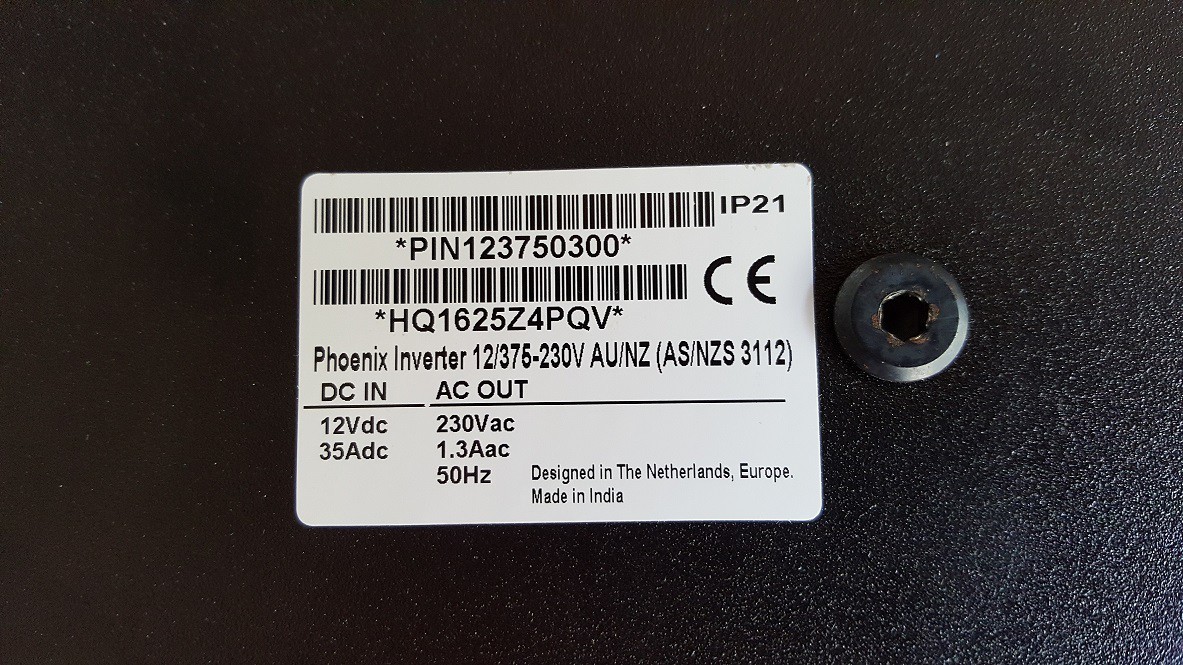 IP21
*PIN123750300*
CE
*HQ1625Z4PQV*
Phoenix Inverter 12/375-230V AU/NZ (AS/NZS 3112)
DC IN AC OUT
12Vdc 230Vac
35Adc 1.3Aac
50Hz Designed in The Netherlands, Europe.
Made in India